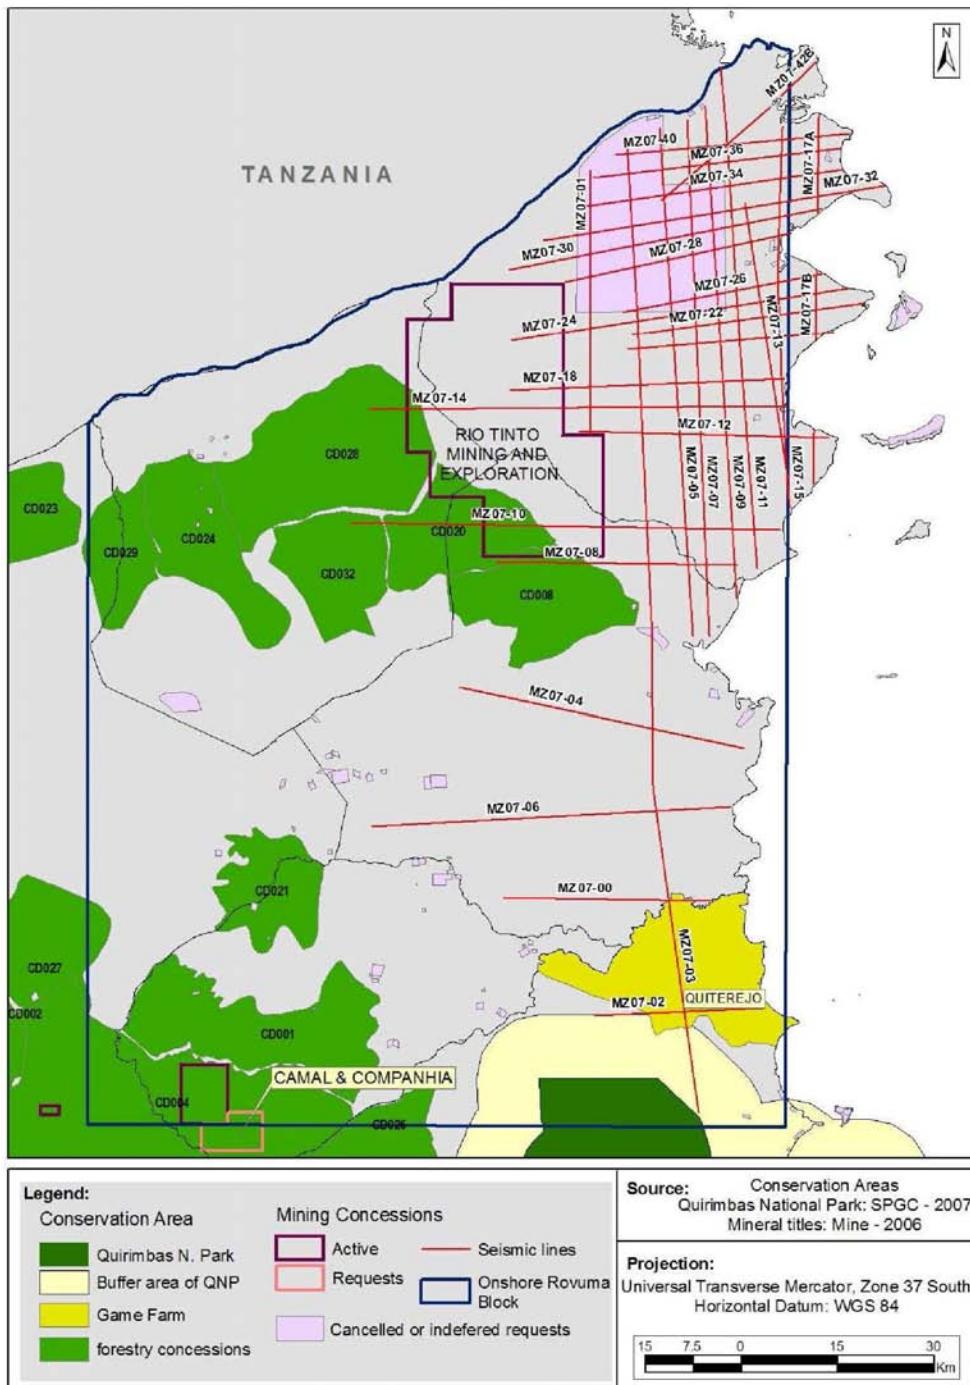 N
TANZANIA
MZ07-42B
MZ07-40
MZ07-36
MZ07-17A
MZ07-34
MZ07-32
MZ07-01
MZ07-30
MZ07-28
MZ07-26
MZ07-17B
MZ07-24
MZ07-22
MZ07-13
MZ07-18
MZ07-14
MZ07-12
RIO TINTO
MINING AND
EXPLORATION
CD028
MZ07-05
MZ07-07
MZ07-09
MZ07-11
MZ07-15
CD023
MZ07-10
CD020
CD024
CD029
MZ07-08
CD032
CD008
MZ07-04
MZ07-06
CD021
MZ07-00
MZ07-03
CD027
QUITEREJO
MZ07-02
CD002
CD001
CAMAL & COMPANHIA
CD004
CD026
Legend:
Conservation Area
Quirimbas N. Park
Buffer area of QNP
Game Farm
forestry concessions
Mining Concessions
Active
Requests
Cancelled or indefered requests
Seismic lines
Onshore Rovuma
Block
Source: Conservation Areas
Quirimbas National Park: SPGC - 2007
Mineral titles: Mine - 2006
Projection:
Universal Transverse Mercator, Zone 37 South
Horizontal Datum: WGS 84
15 7.5 0 15 30
Km